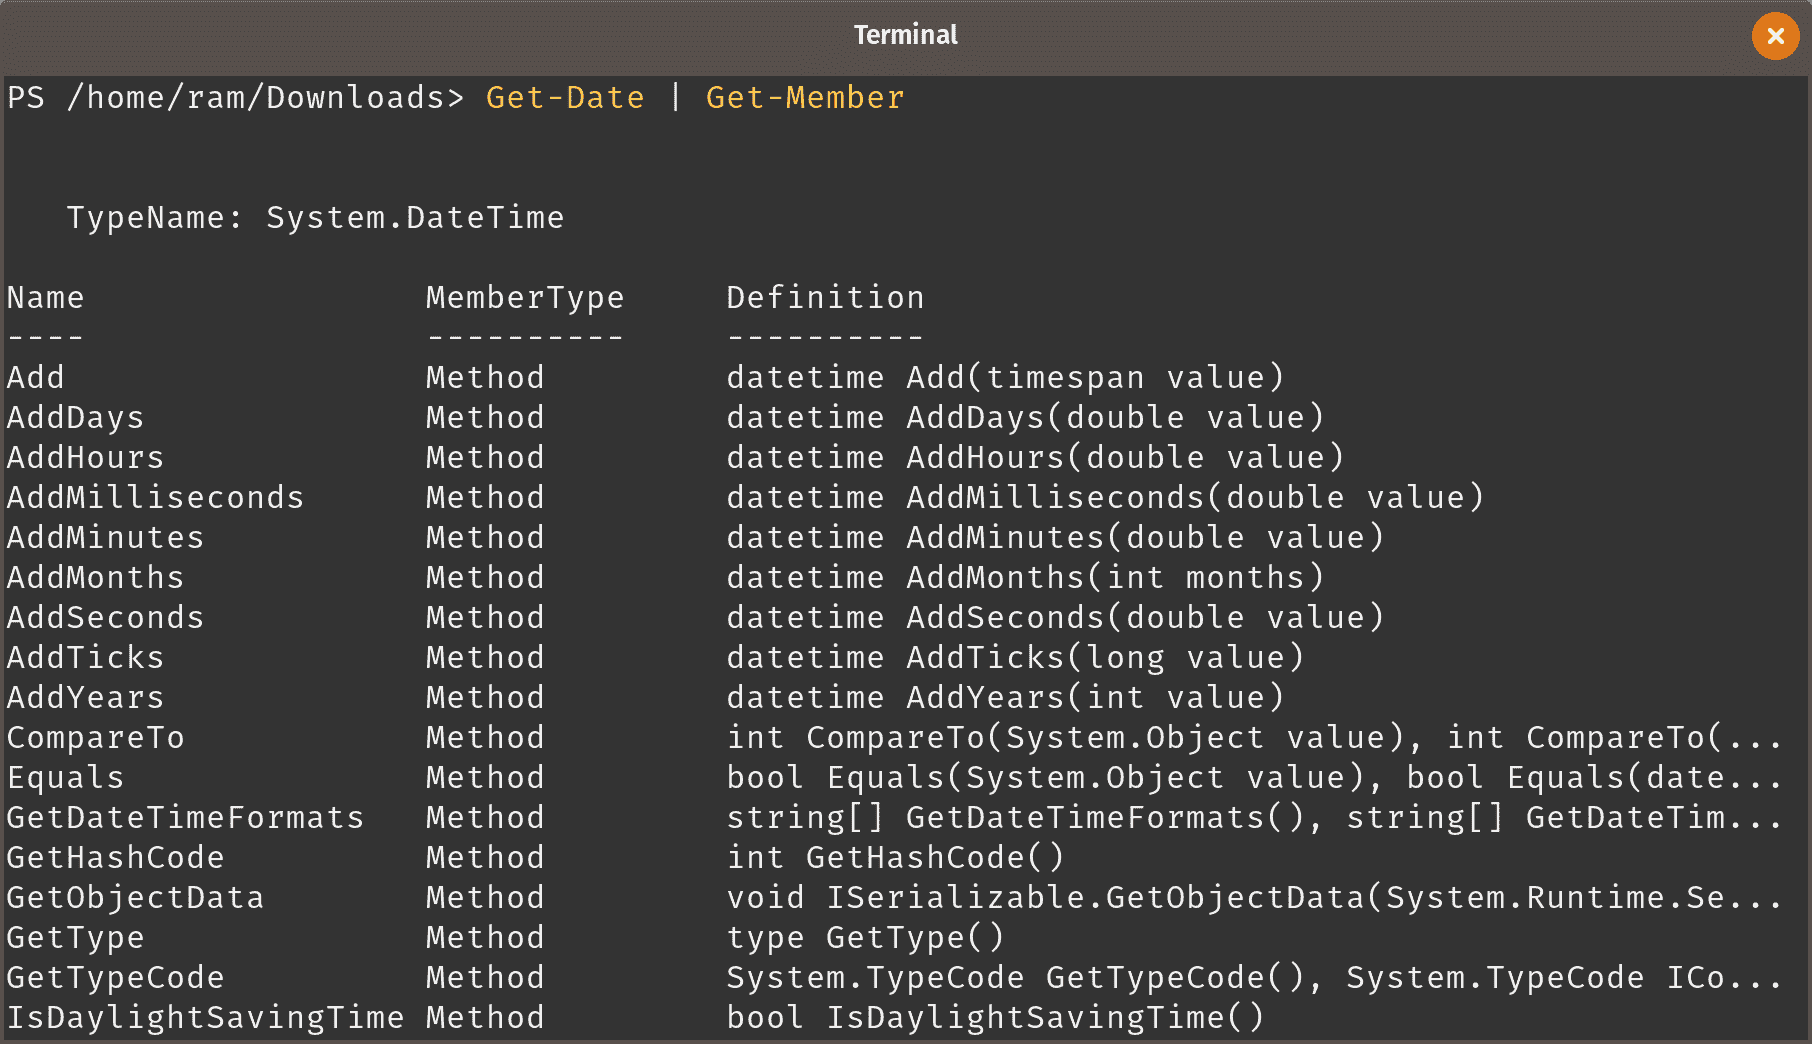 Terminal
PS /home/ram/Downloads> Get-Date | Get-Member
TypeName: System.DateTime
Name MemberType Definition
---- ---------- ----------
Add Method datetime Add(timespan value)
AddDays Method datetime AddDays(double value)
AddHours Method datetime AddHours(double value)
AddMilliseconds Method datetime AddMilliseconds(double value)
AddMinutes Method datetime AddMinutes(double value)
AddMonths Method datetime AddMonths(int months)
AddSeconds Method datetime AddSeconds(double value)
AddTicks Method datetime AddTicks(long value)
AddYears Method datetime AddYears(int value)
CompareTo Method int CompareTo(System.Object value), int CompareTo(...
Equals Method bool Equals(System.Object value), bool Equals(date...
GetDateTimeFormats Method string[] GetDateTimeFormats(), string[] GetDateTim...
GetHashCode Method int GetHashCode()
GetObjectData Method void ISerializable.GetObjectData(System.Runtime.Se...
GetType Method type GetType()
GetTypeCode Method System.TypeCode GetTypeCode(), System.TypeCode ICo...
IsDaylightSavingTime Method bool IsDaylightSavingTime()